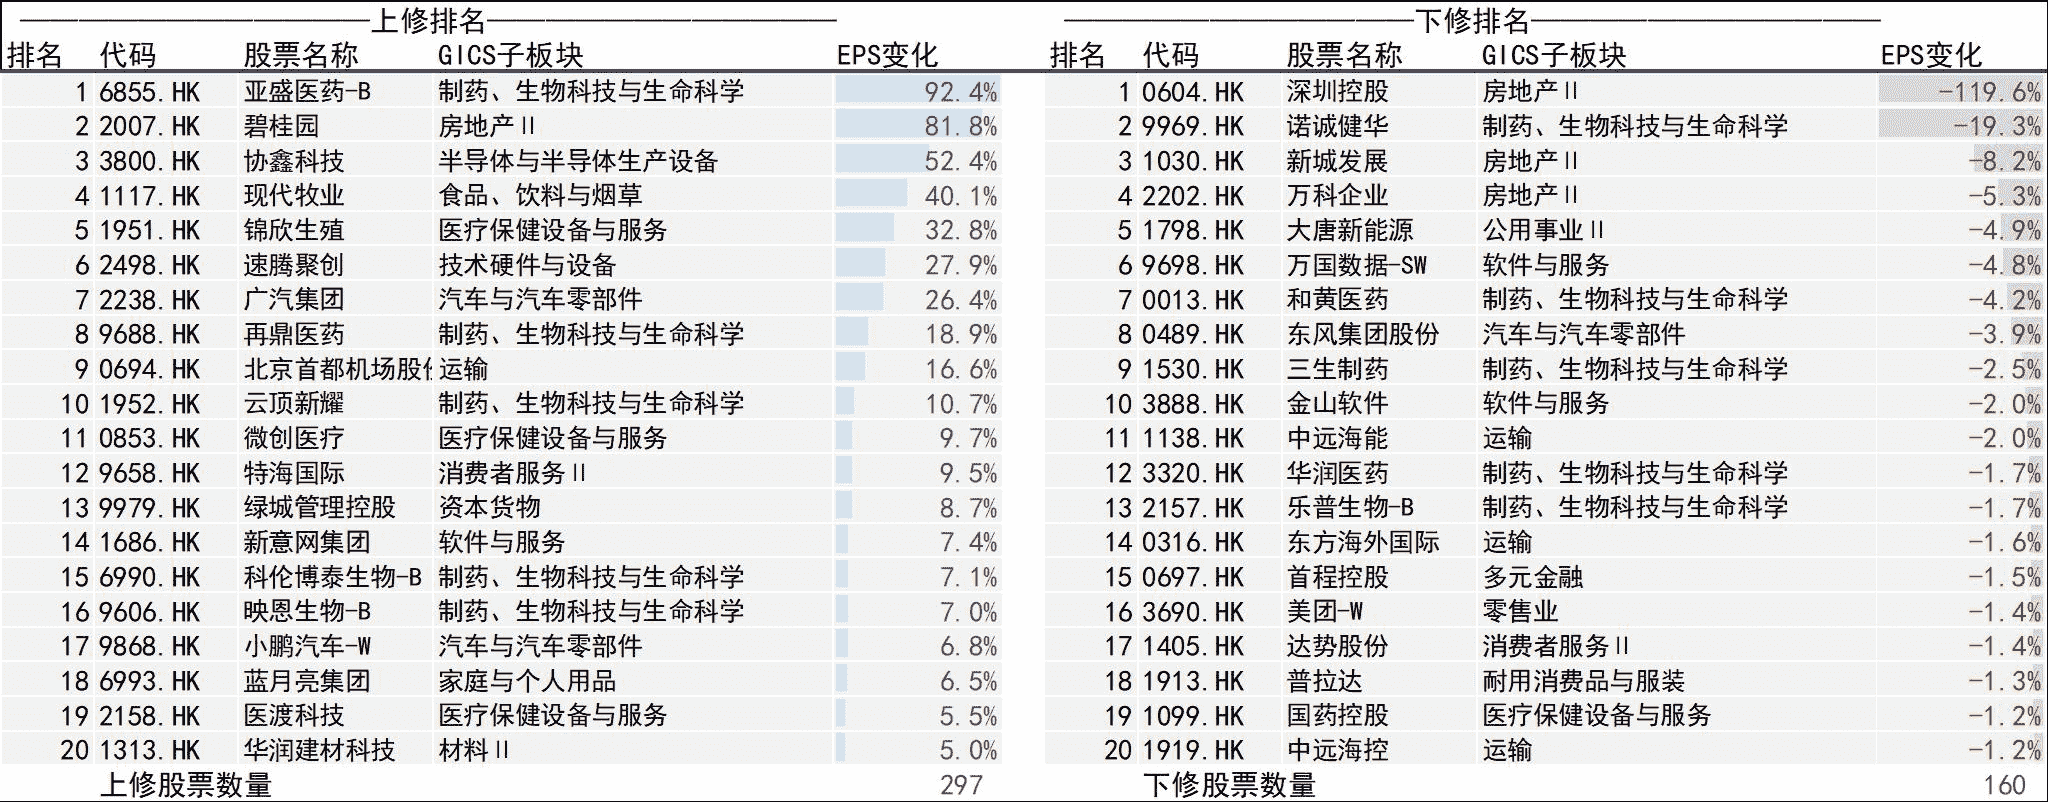 上修排名 下修排名
排名 代码 股票名称 GICS子板块 EPS变化 排名 代码 股票名称 GICS子板块 EPS变化
1 6855.HK 亚盛医药-B 制药、生物科技与生命科学 92.4% 1 0604.HK 深圳控股 房地产Ⅱ -119.6%
2 2007.HK 碧桂园 房地产Ⅱ 81.8% 2 9969.HK 诺诚健华 制药、生物科技与生命科学 -19.3%
3 3800.HK 协鑫科技 半导体与半导体生产设备 52.4% 3 1030.HK 新城发展 房地产Ⅱ -8.2%
4 1117.HK 现代牧业 食品、饮料与烟草 40.1% 4 2202.HK 万科企业 房地产Ⅱ -5.3%
5 1951.HK 锦欣生殖 医疗保健设备与服务 32.8% 5 1798.HK 大唐新能源 公用事业Ⅱ -4.9%
6 2498.HK 速腾聚创 技术硬件与设备 27.9% 6 9698.HK 万国数据-SW 软件与服务 -4.8%
7 2238.HK 广汽集团 汽车与汽车零部件 26.4% 7 0013.HK 和黄医药 制药、生物科技与生命科学 -4.2%
8 9688.HK 再鼎医药 制药、生物科技与生命科学 18.9% 8 0489.HK 东风集团股份 汽车与汽车零部件 -3.9%
9 0694.HK 北京首都机场股 运输 16.6% 9 1530.HK 三生制药 制药、生物科技与生命科学 -2.5%
10 1952.HK 云顶新耀 制药、生物科技与生命科学 10.7% 10 3888.HK 金山软件 软件与服务 -2.0%
11 0853.HK 微创医疗 医疗保健设备与服务 9.7% 11 1138.HK 中远海能 运输 -2.0%
12 9658.HK 特海国际 消费者服务Ⅱ 9.5% 12 3320.HK 华润医药 制药、生物科技与生命科学 -1.7%
13 9979.HK 绿城管理控股 资本货物 8.7% 13 2157.HK 乐普生物-B 制药、生物科技与生命科学 -1.7%
14 1686.HK 新意网集团 软件与服务 7.4% 14 0316.HK 东方海外国际 运输 -1.6%
15 6990.HK 科伦博泰生物-B 制药、生物科技与生命科学 7.1% 15 0697.HK 首程控股 多元金融 -1.5%
16 9606.HK 映恩生物-B 制药、生物科技与生命科学 7.0% 16 3690.HK 美团-W 零售业 -1.4%
17 9868.HK 小鹏汽车-W 汽车与汽车零部件 6.8% 17 1405.HK 达势股份 消费者服务Ⅱ -1.4%
18 6993.HK 蓝月亮集团 家庭与个人用品 6.5% 18 1913.HK 普拉达 耐用消费品与服装 -1.3%
19 2158.HK 医渡科技 医疗保健设备与服务 5.5% 19 1099.HK 国药控股 医疗保健设备与服务 -1.2%
20 1313.HK 华润建材科技 材料Ⅱ 5.0% 20 1919.HK 中远海控 运输 -1.2%
上修股票数量 297 下修股票数量 160